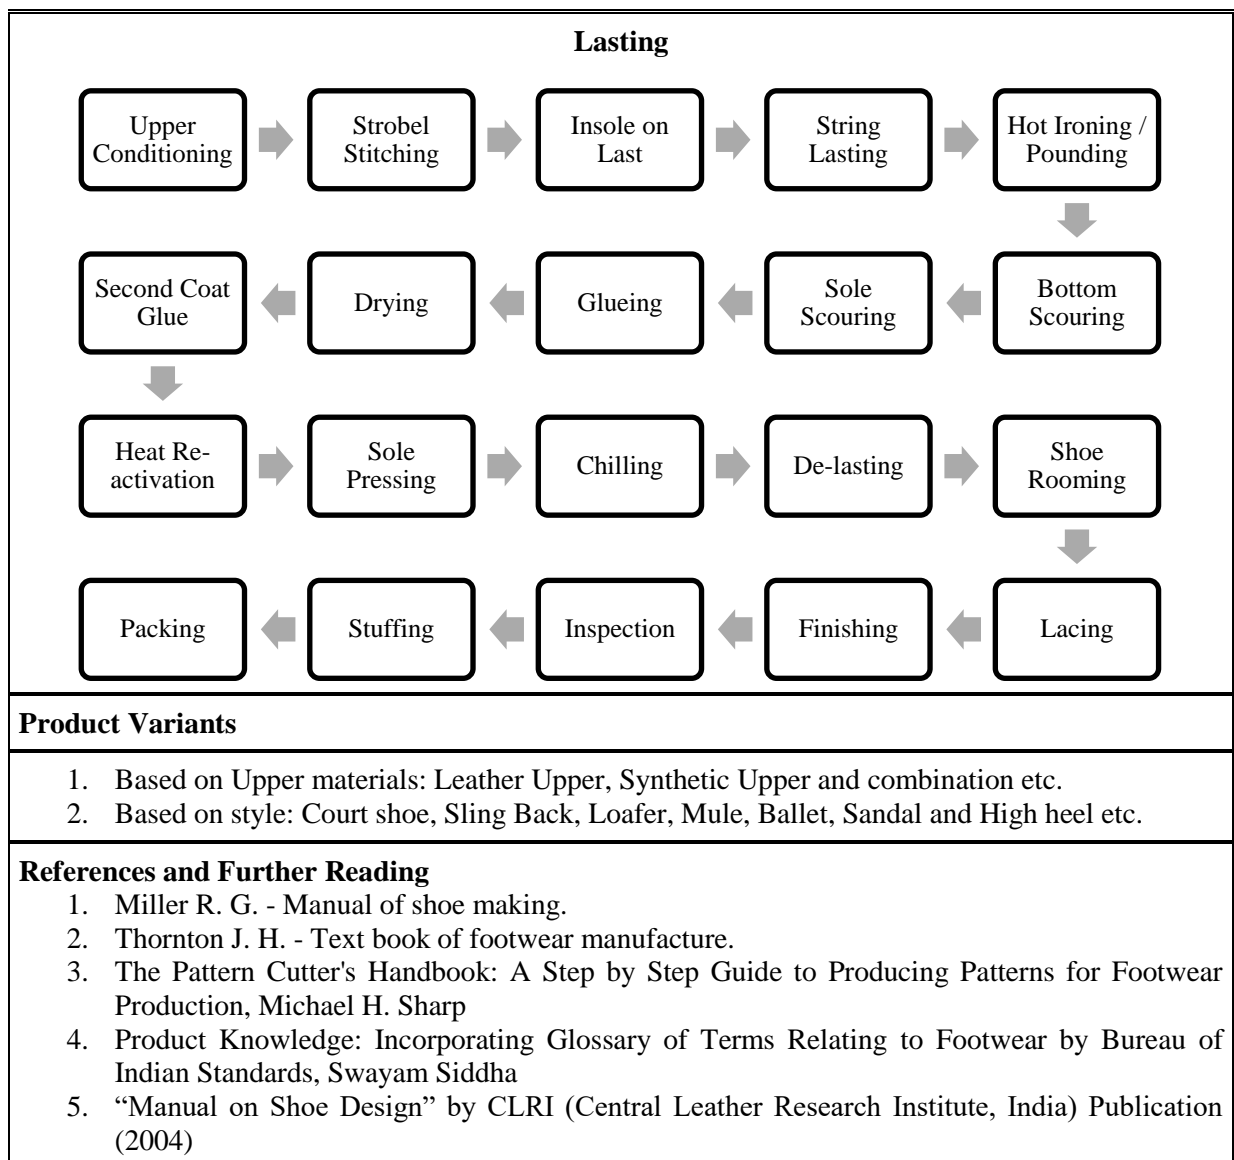 Lasting
Upper
Conditioning
Strobel
Stitching
Insole on
Last
String
Lasting
Hot Ironing /
Pounding
Second Coat
Glue
Drying
Glueing
Sole
Scouring
Bottom
Scouring
Heat Re-
activation
Sole
Pressing
Chilling
De-lasting
Shoe
Rooming
Packing
Stuffing
Inspection
Finishing
Lacing
Product Variants
1. Based on Upper materials: Leather Upper, Synthetic Upper and combination etc.
2. Based on style: Court shoe, Sling Back, Loafer, Mule, Ballet, Sandal and High heel etc.
References and Further Reading
1. Miller R. G. - Manual of shoe making.
2. Thornton J. H. - Text book of footwear manufacture.
3. The Pattern Cutter's Handbook: A Step by Step Guide to Producing Patterns for Footwear
Production, Michael H. Sharp
4. Product Knowledge: Incorporating Glossary of Terms Relating to Footwear by Bureau of
Indian Standards, Swayam Siddha
5. “Manual on Shoe Design” by CLRI (Central Leather Research Institute, India) Publication
(2004)